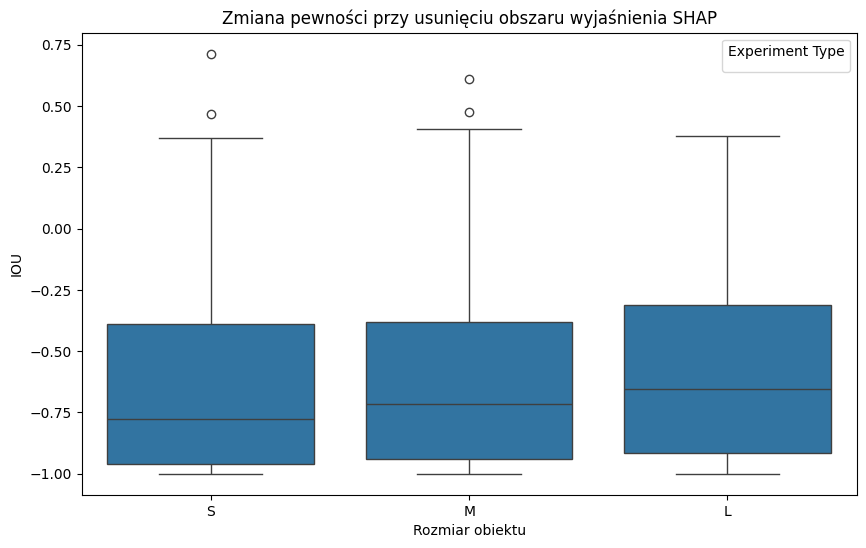 Zmiana pewności przy usunięciu obszaru wyjaśnienia SHAP
Experiment Type
0.75
0.50
0.25
0.00
−0.25
−0.50
−0.75
−1.00
IOU
S M L
Rozmiar obiektu